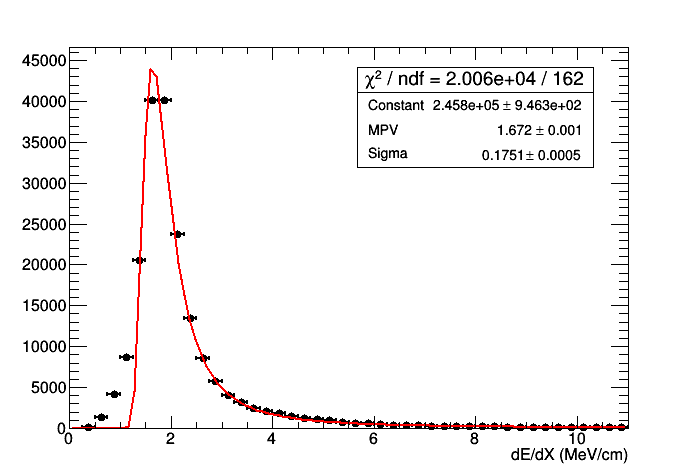 χ² / ndf = 2.006e+04 / 162
Constant 2.458e+05 ± 9.463e+02
MPV 1.672 ± 0.001
Sigma 0.1751 ± 0.0005
45000
40000
35000
30000
25000
20000
15000
10000
5000
0
0 2 4 6 8 10
dE/dX (MeV/cm)